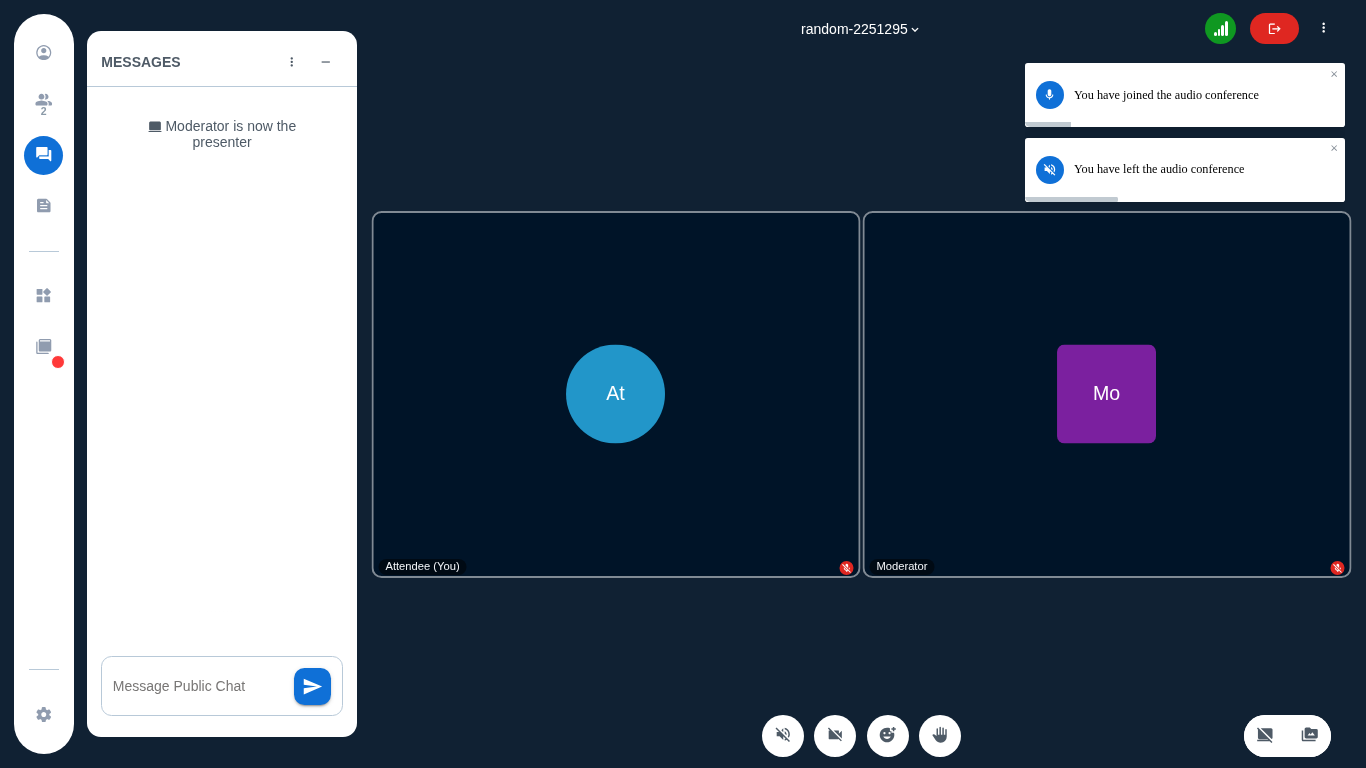 random-2251295
MESSAGES
2
Moderator is now the
presenter
You have joined the audio conference
You have left the audio conference
At
Mo
Attendee (You)
Moderator
Message Public Chat